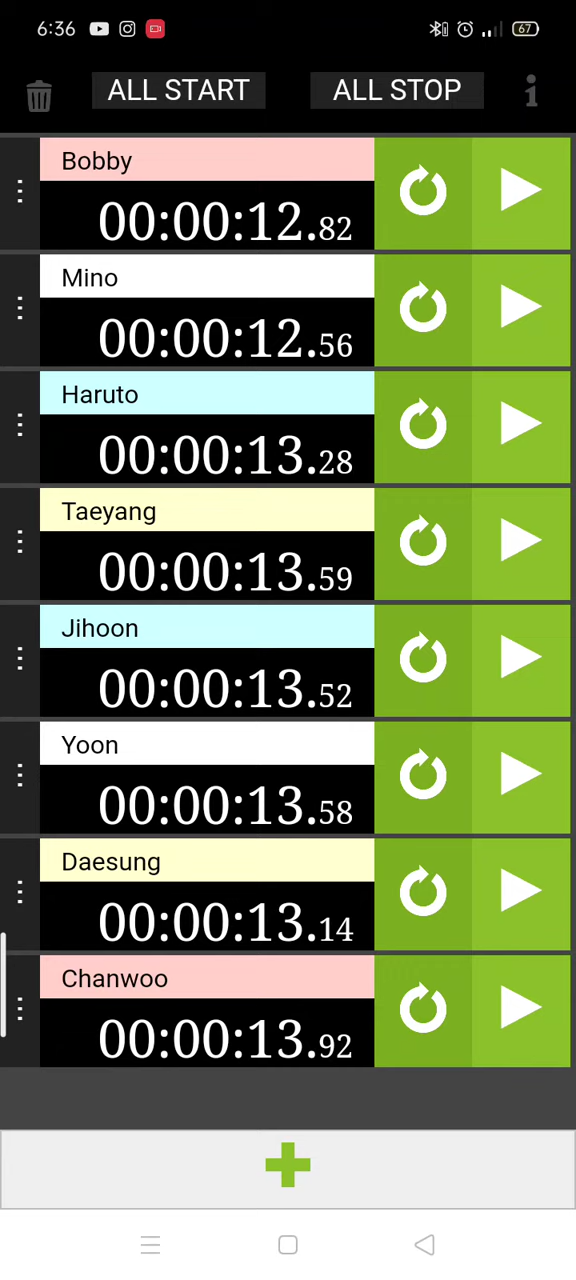 6:36
67
ALL START ALL STOP
Bobby
00:00:12.82
Mino
00:00:12.56
Haruto
00:00:13.28
Taeyang
00:00:13.59
Jihoon
00:00:13.52
Yoon
00:00:13.58
Daesung
00:00:13.14
Chanwoo
00:00:13.92